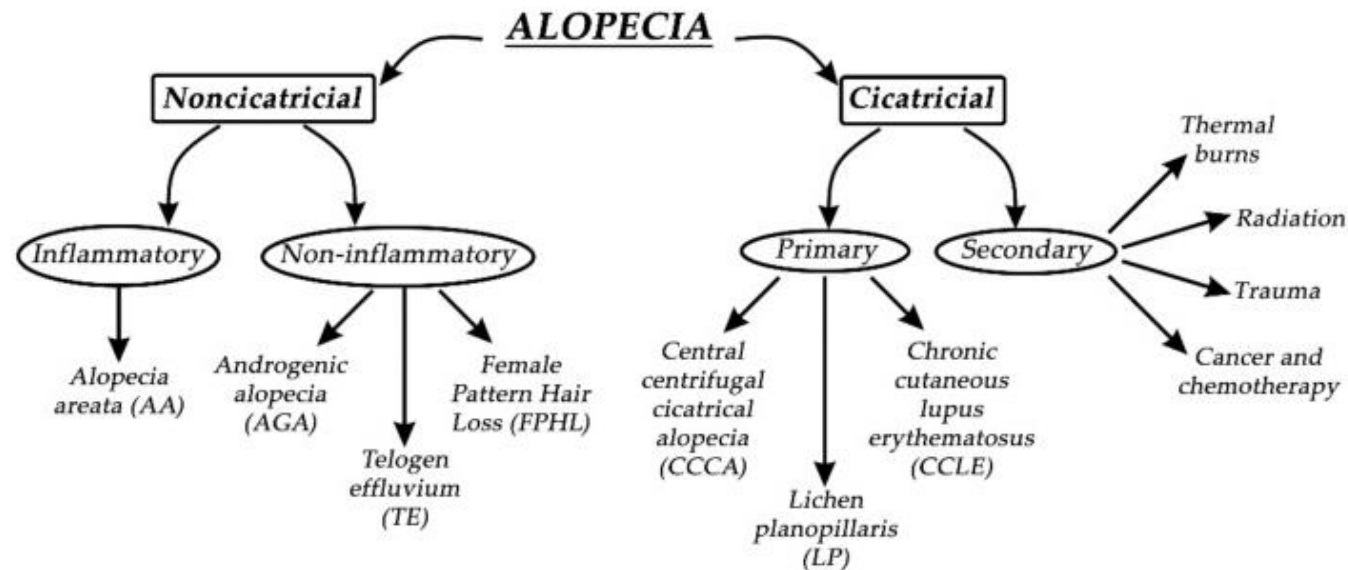 ALOPECIA
Noncicatricial
Cicatricial
Inflammatory
Non-inflammatory
Primary
Secondary
Alopecia
areata (AA)
Androgenic
alopecia
(AGA)
Telogen
effluvium
(TE)
Female
Pattern Hair
Loss (FPHL)
Central
centrifugal
cicatrical
alopecia
(CCCA)
Lichen
planopillaris
(LP)
Chronic
cutaneous
lupus
erythematosus
(CCLE)
Thermal
burns
Radiation
Trauma
Cancer and
chemotherapy